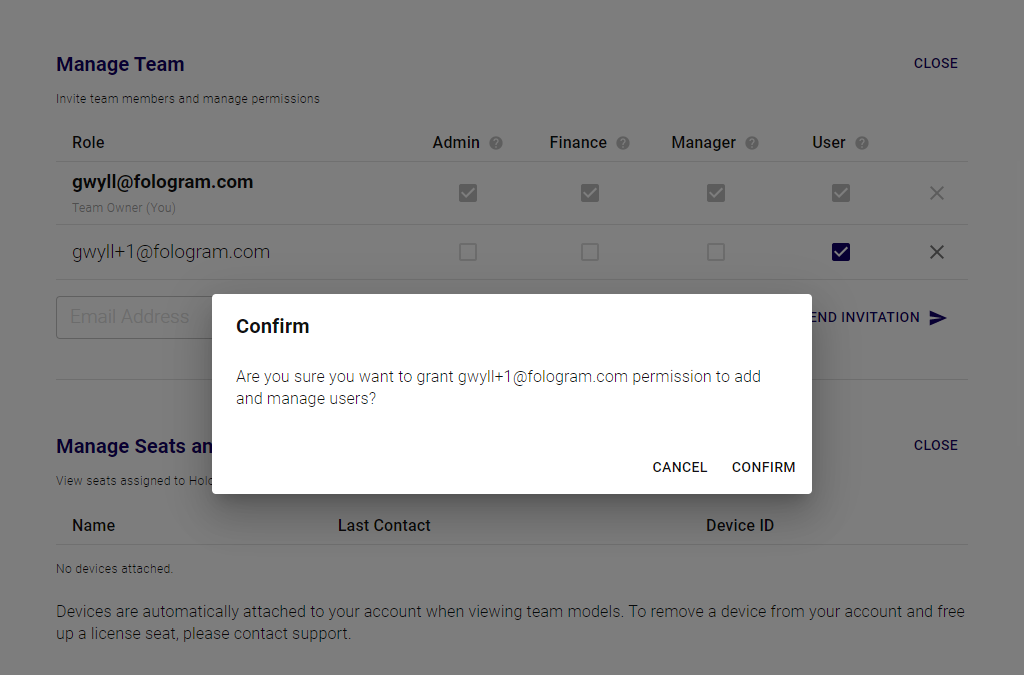 Manage Team
CLOSE
Invite team members and manage permissions
Role Admin ? Finance ? Manager ? User ?
gwyll@fologram.com
Team Owner (You)
gwyll+1@fologram.com
Email Address
END INVITATION
Confirm
Are you sure you want to grant gwyll+1@fologram.com permission to add
and manage users?
CANCEL CONFIRM
Manage Seats an
CLOSE
View seats assigned to Holo
Name Last Contact Device ID
No devices attached.
Devices are automatically attached to your account when viewing team models. To remove a device from your account and free
up a license seat, please contact support.